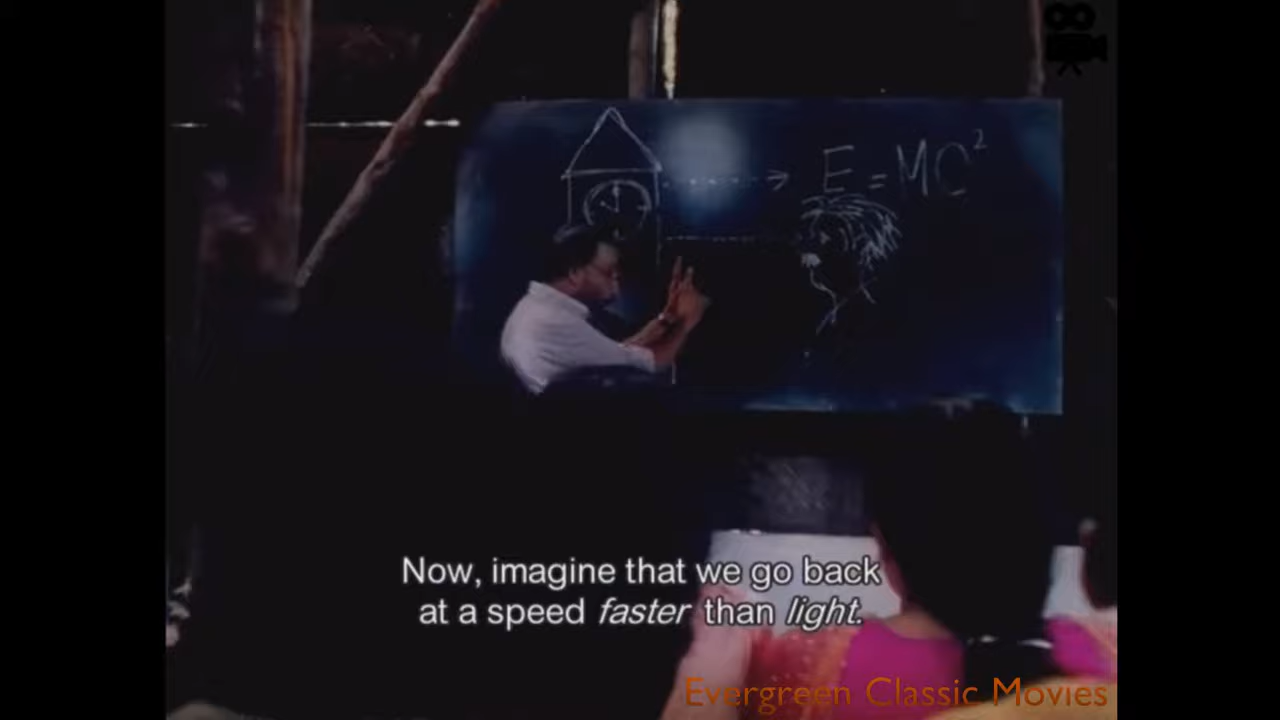 E = MC²
Now, imagine that we go back
at a speed faster than light.
Evergreen Classic Movies